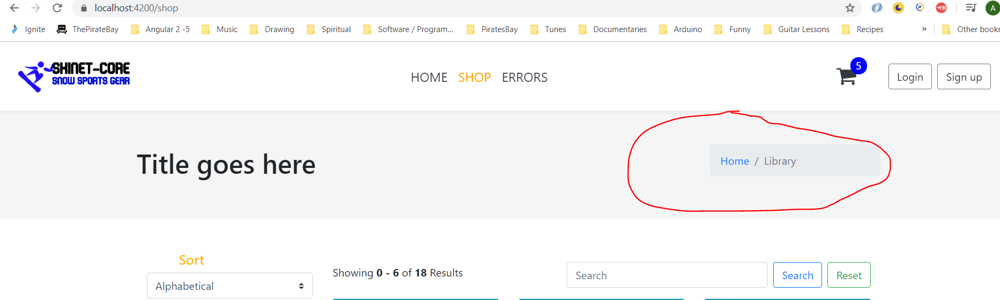 localhost:4200/shop A
Ignite ThePirateBay Angular 2 -5 Music Drawing Spiritual Software / Program... PiratesBay Tunes Documentaries Arduino Funny Guitar Lessons Recipes » Other bookr
SHINET-CORE
SNOW SPORTS GEAR
HOME SHOP ERRORS 5 Login Sign up
Title goes here Home / Library
Sort
Showing 0 - 6 of 18 Results Search Search Reset
Alphabetical